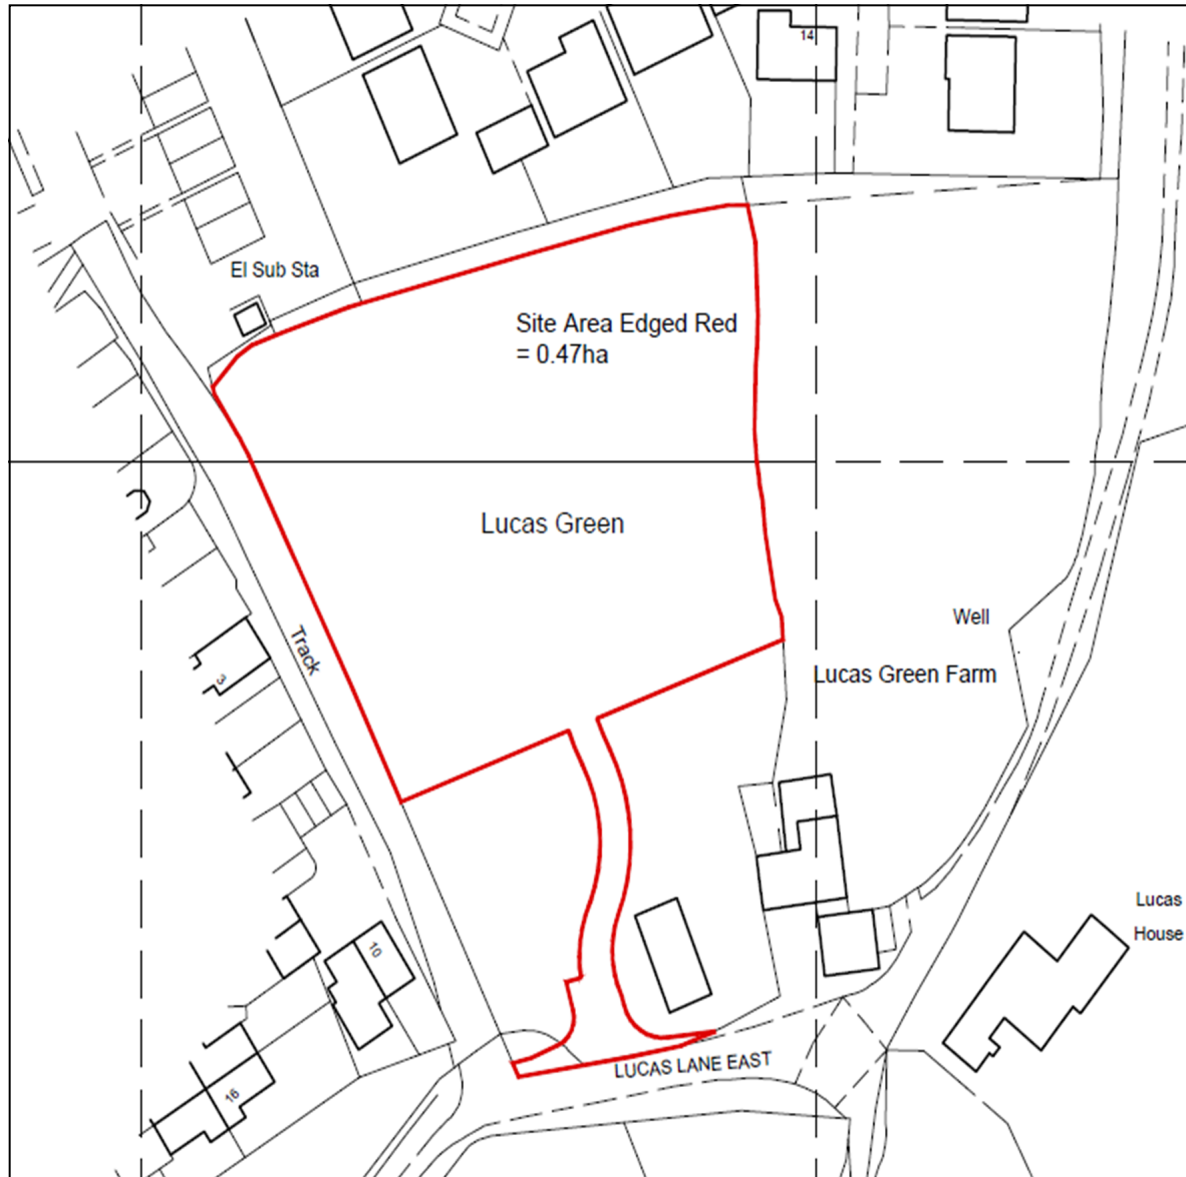 14
El Sub Sta
Site Area Edged Red
= 0.47ha
Lucas Green
Well
Track
3
Lucas Green Farm
Lucas
House
10
LUCAS LANE EAST
16